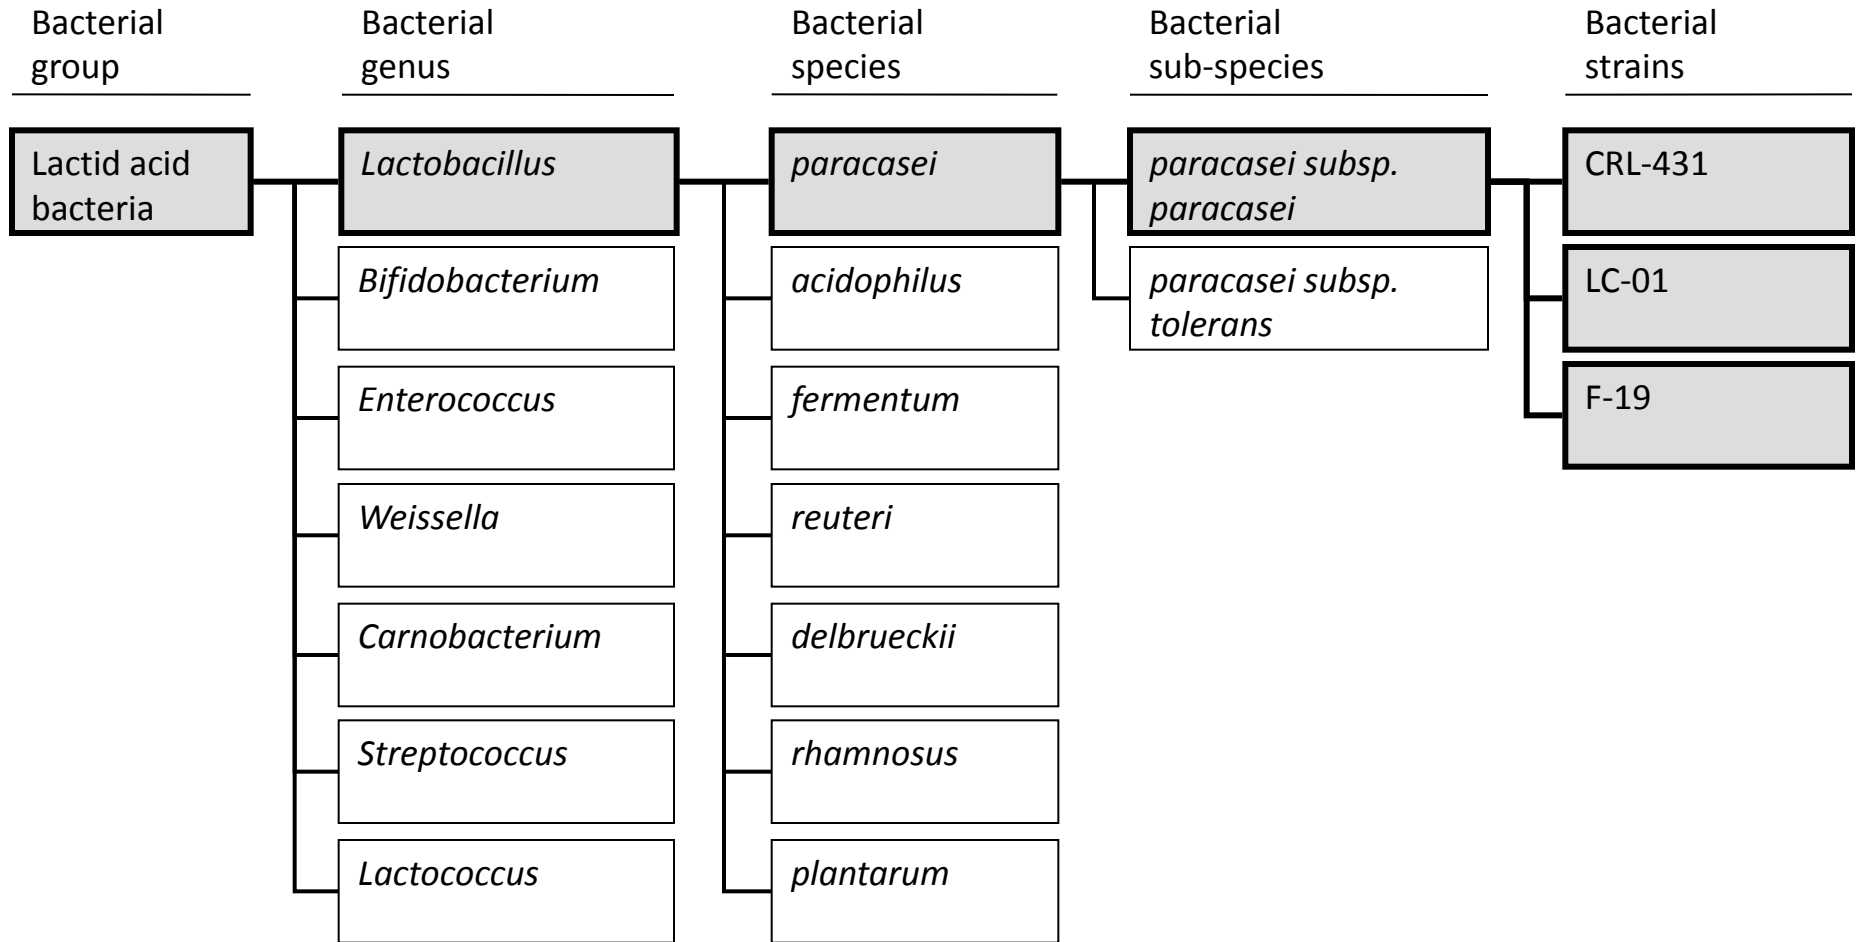 Bacterial
group
Bacterial
genus
Bacterial
species
Bacterial
sub-species
Bacterial
strains
Lactid acid
bacteria
Lactobacillus
Bifidobacterium
Enterococcus
Weissella
Carnobacterium
Streptococcus
Lactococcus
paracasei
acidophilus
fermentum
reuteri
delbrueckii
rhamnosus
plantarum
paracasei subsp.
paracasei
paracasei subsp.
tolerans
CRL-431
LC-01
F-19